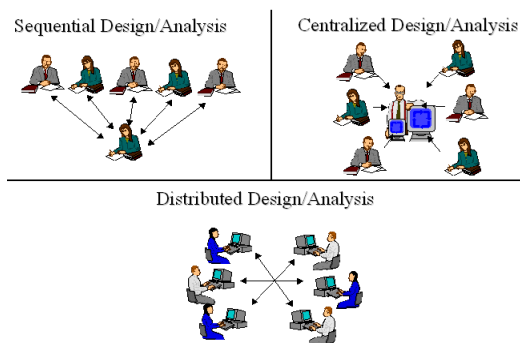 Sequential Design/Analysis
Centralized Design/Analysis
Distributed Design/Analysis